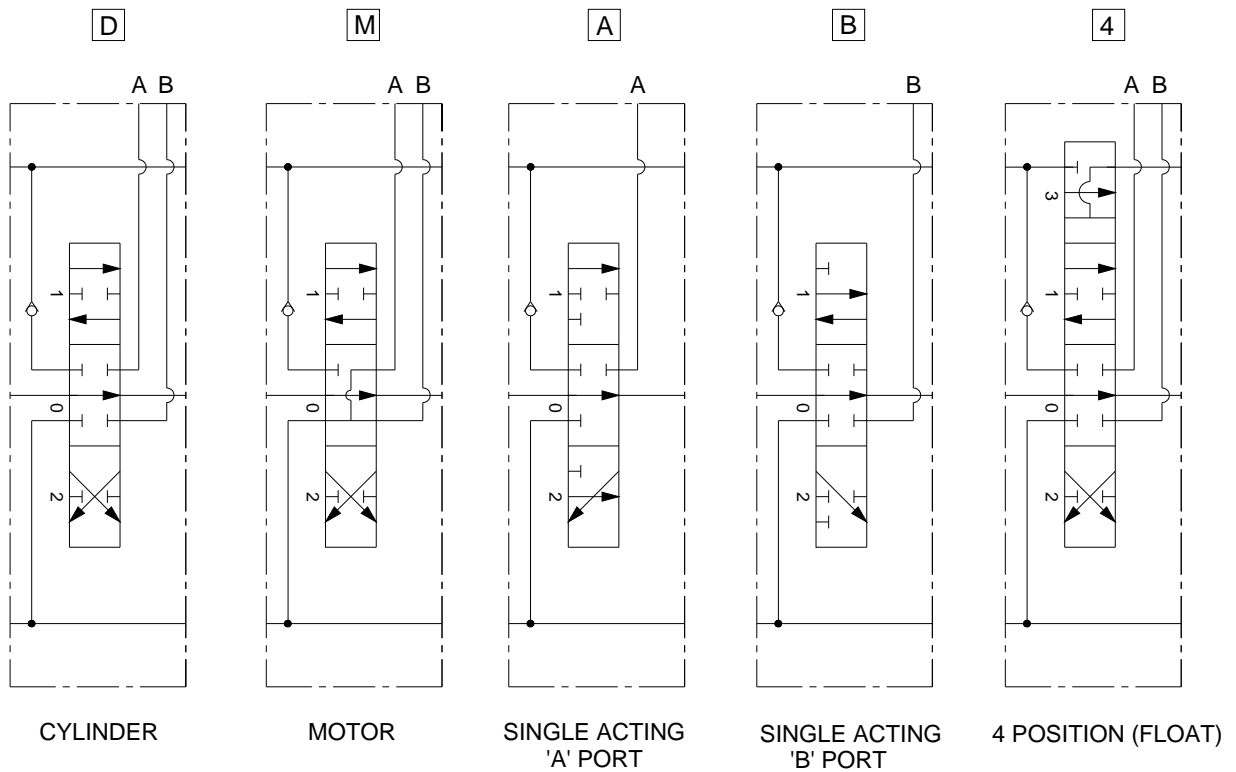 D
M
A
B
4
A B
A B
A
B
A B
3
1
1
1
1
1
0
0
0
0
0
2
2
2
2
2
CYLINDER
MOTOR
SINGLE ACTING
'A' PORT
SINGLE ACTING
'B' PORT
4 POSITION (FLOAT)